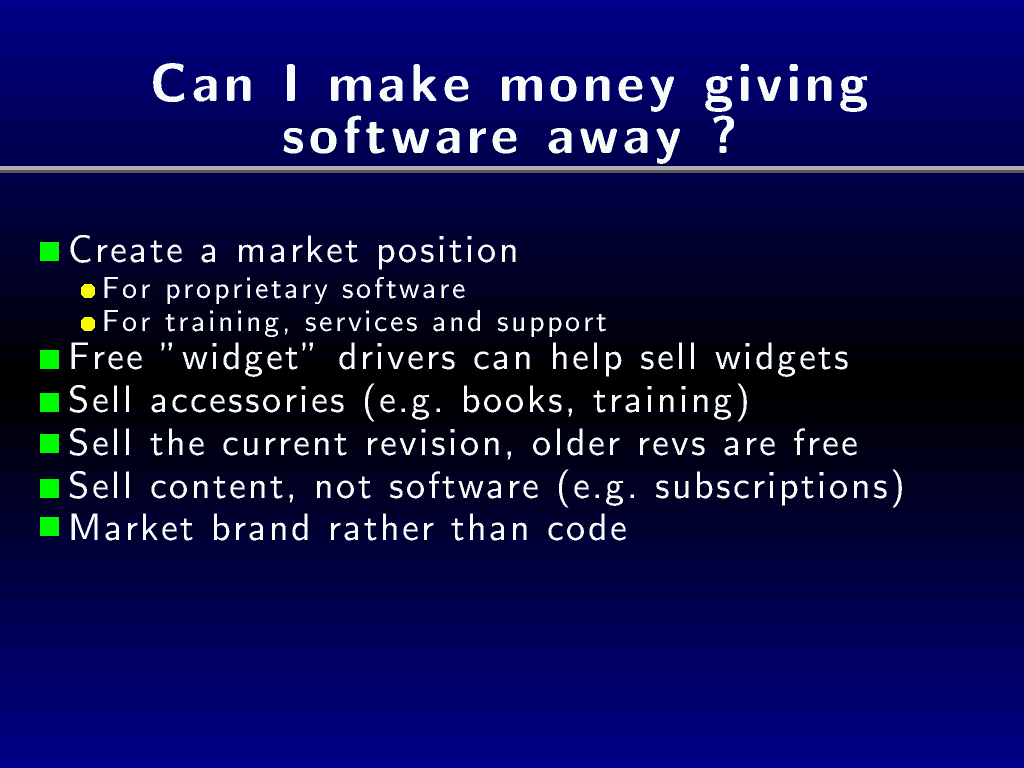 Can I make money giving
software away ?
Create a market position
For proprietary software
For training, services and support
Free "widget" drivers can help sell widgets
Sell accessories (e.g. books, training)
Sell the current revision, older revs are free
Sell content, not software (e.g. subscriptions)
Market brand rather than code